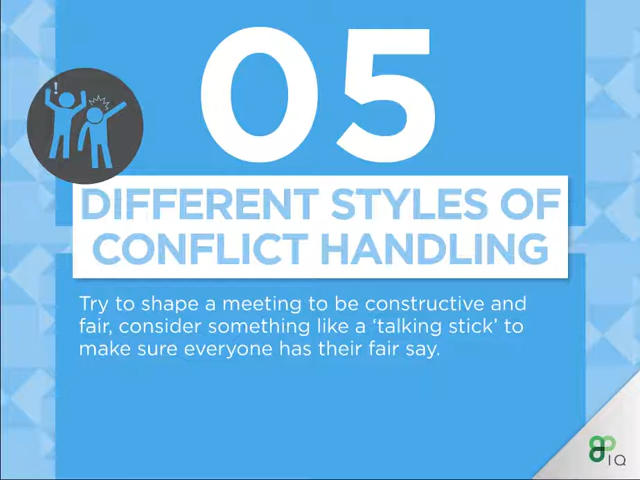 05
DIFFERENT STYLES OF
CONFLICT HANDLING
Try to shape a meeting to be constructive and
fair, consider something like a ‘talking stick’ to
make sure everyone has their fair say.
!
IQ